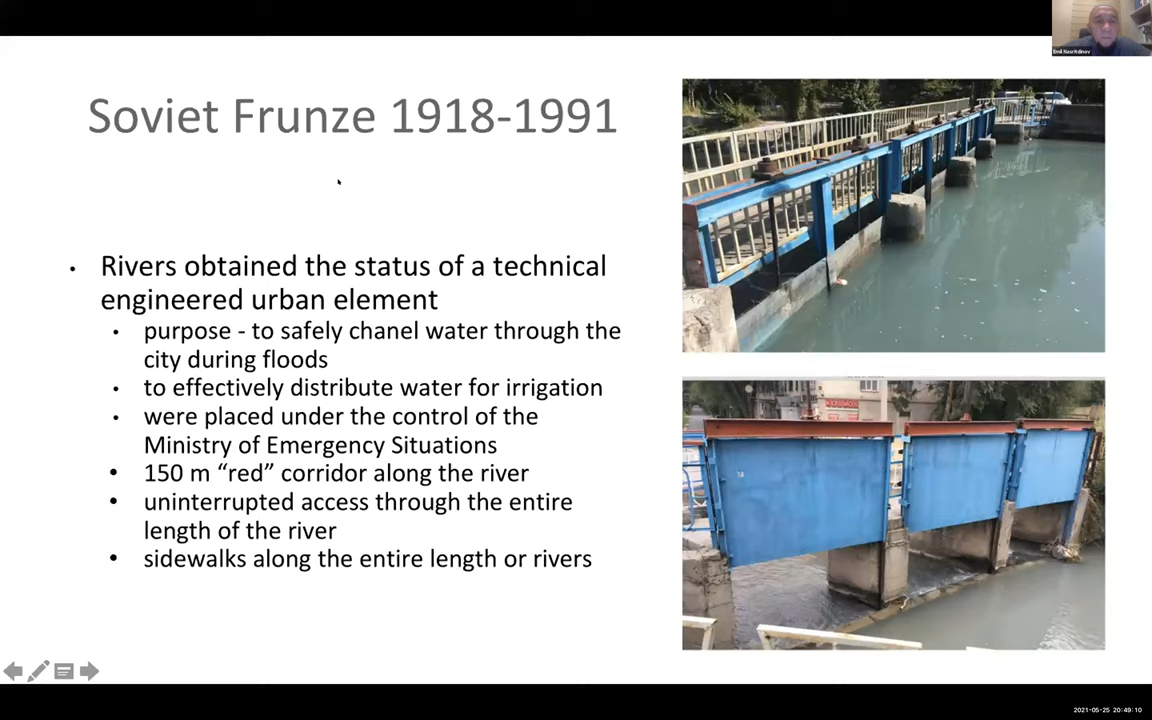 Emil Nasritdinov
Soviet Frunze 1918-1991
• Rivers obtained the status of a technical
engineered urban element
• purpose - to safely chanel water through the
city during floods
• to effectively distribute water for irrigation
• were placed under the control of the
Ministry of Emergency Situations
• 150 m “red” corridor along the river
• uninterrupted access through the entire
length of the river
• sidewalks along the entire length or rivers
2021-05-25 20:49:10